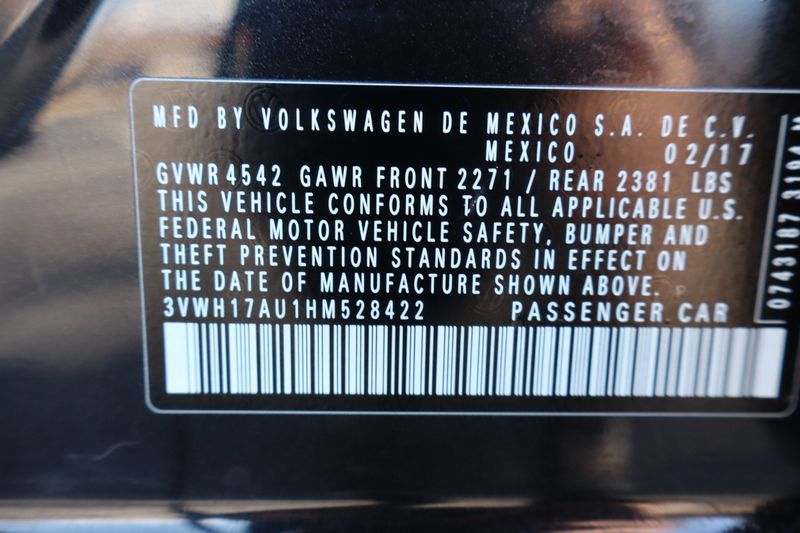 MFD BY VOLKSWAGEN DE MEXICO S.A. DE C.V.
MEXICO 02/17
GVWR 4542 GAWR FRONT 2271 / REAR 2381 LBS
THIS VEHICLE CONFORMS TO ALL APPLICABLE U.S.
FEDERAL MOTOR VEHICLE SAFETY, BUMPER AND
THEFT PREVENTION STANDARDS IN EFFECT ON
THE DATE OF MANUFACTURE SHOWN ABOVE.
3VWH17AU1HM528422 PASSENGER CAR
0743187 3194